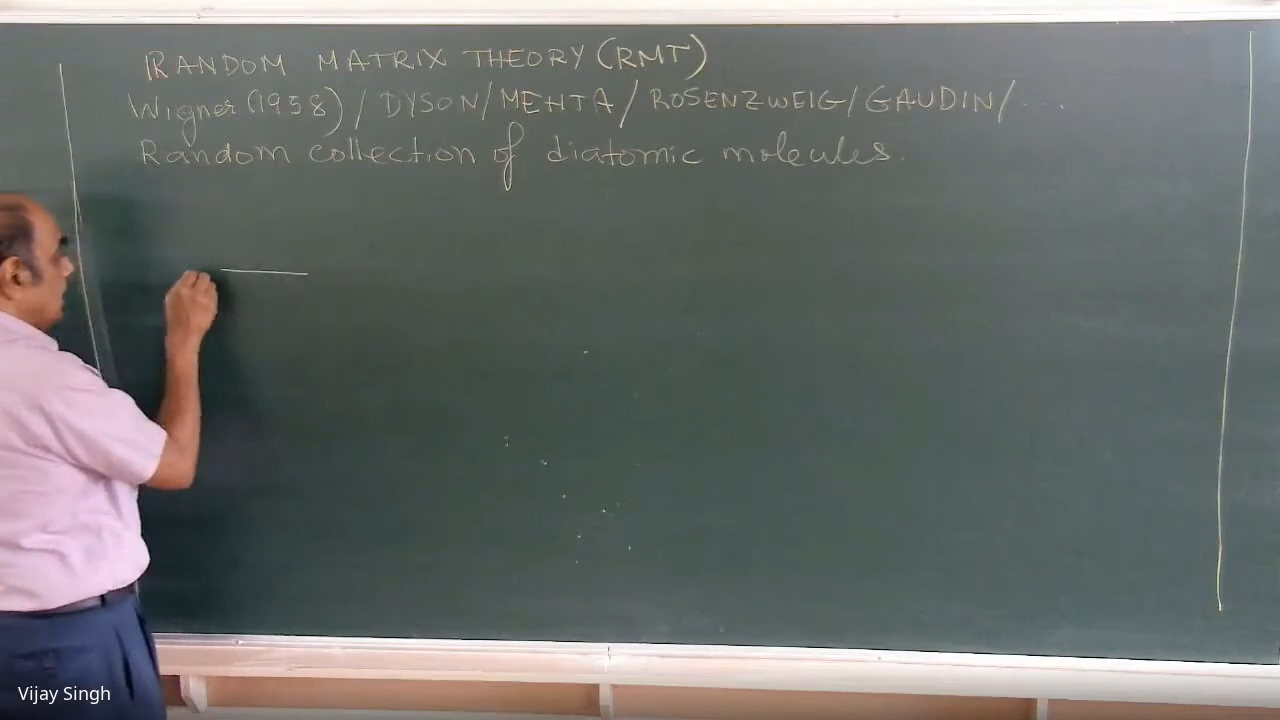 RANDOM MATRIX THEORY (RMT)
Wigner (1958) / DYSON / MEHTA / ROSENZWEIG / GAUDIN / ...
Random collection of diatomic molecules.
Vijay Singh